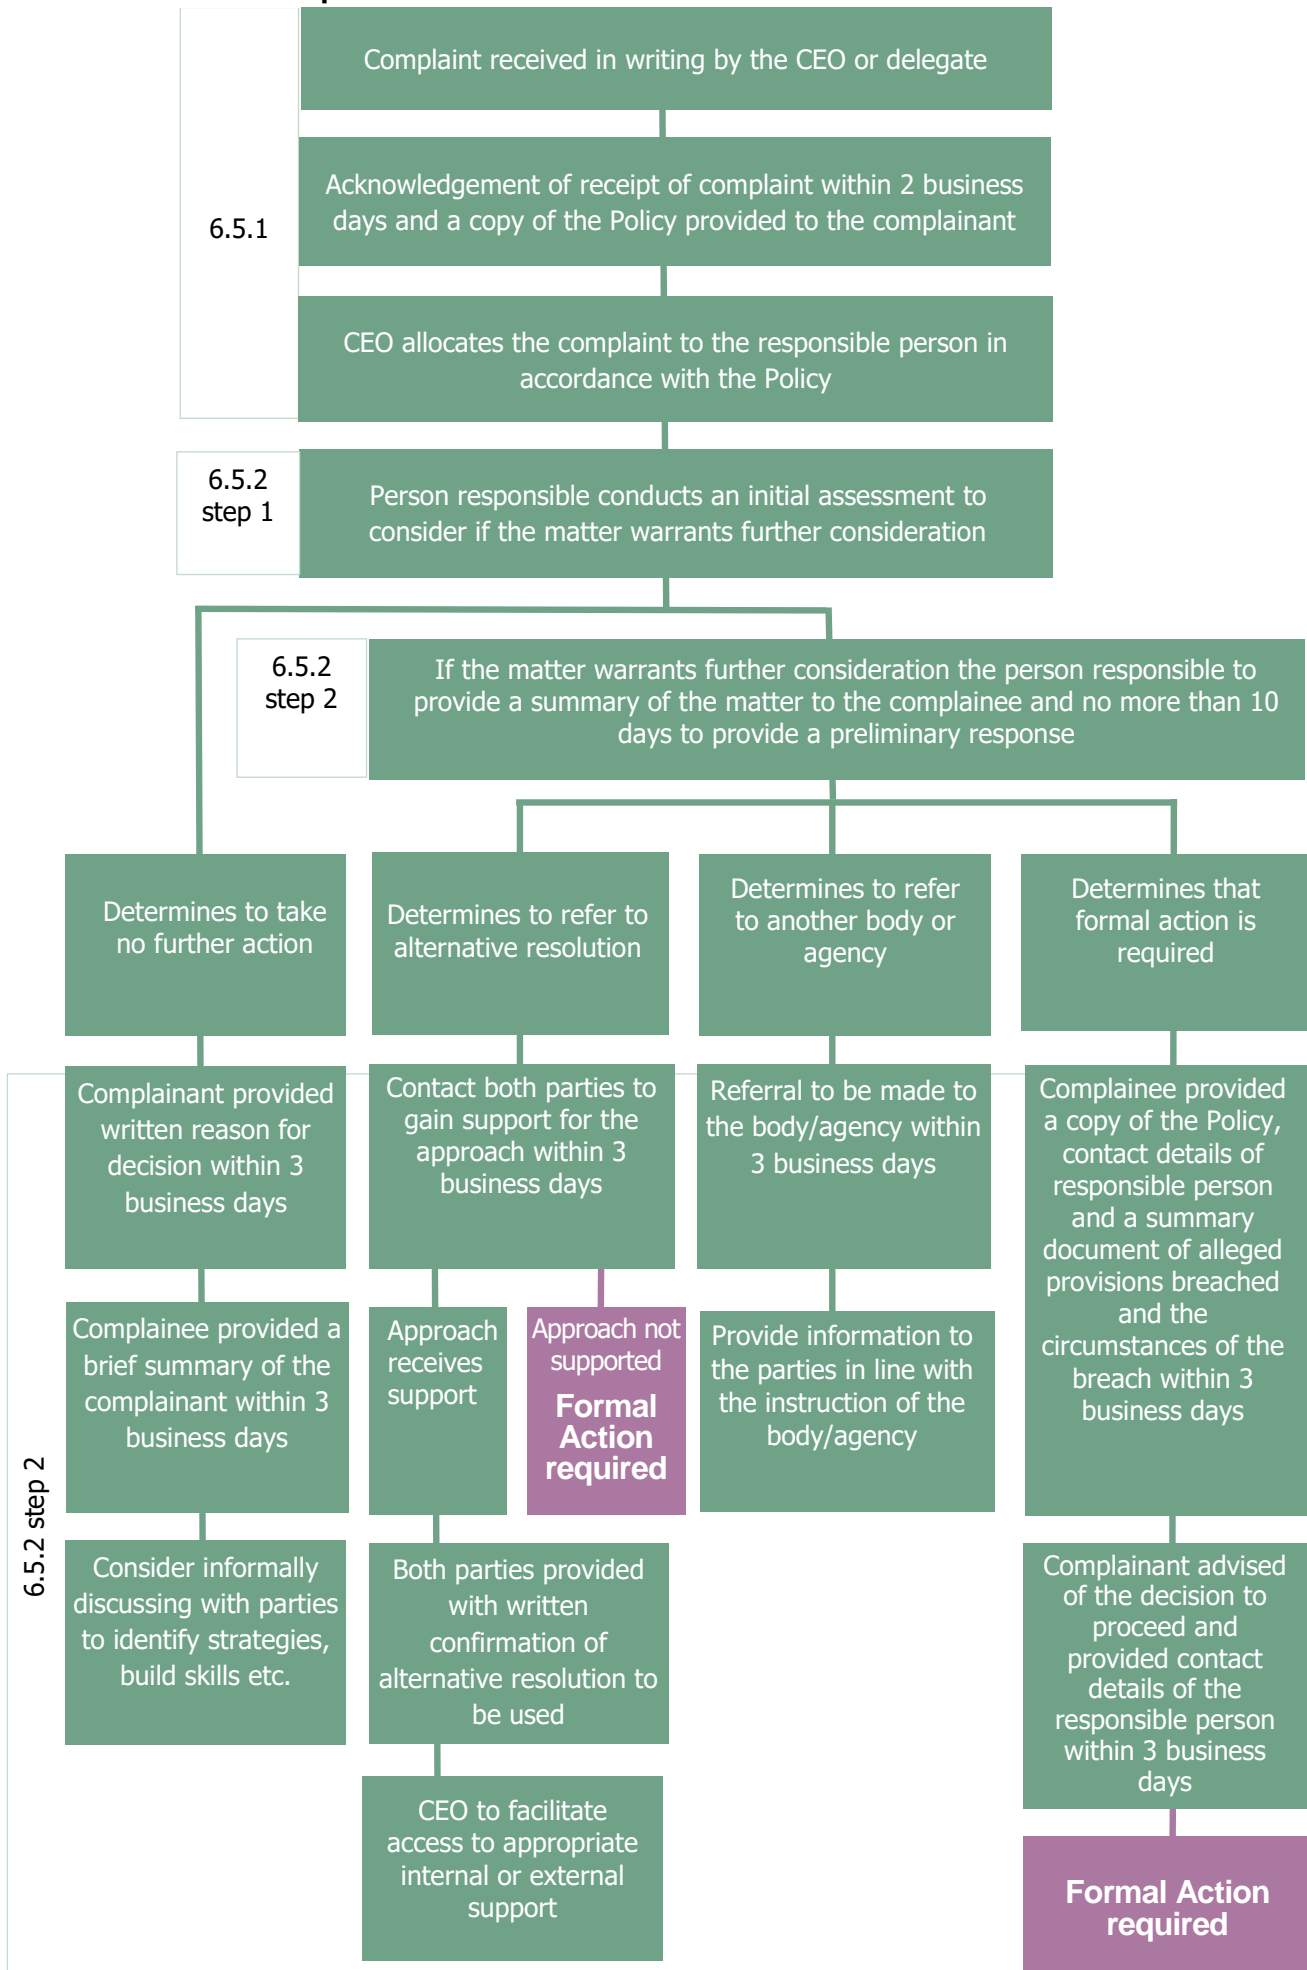 Complaint received in writing by the CEO or delegate
6.5.1
Acknowledgement of receipt of complaint within 2 business
days and a copy of the Policy provided to the complainant
CEO allocates the complaint to the responsible person in
accordance with the Policy
6.5.2
step 1
Person responsible conducts an initial assessment to
consider if the matter warrants further consideration
6.5.2
step 2
If the matter warrants further consideration the person responsible to
provide a summary of the matter to the complainee and no more than 10
days to provide a preliminary response
Determines to take
no further action
Determines to refer to
alternative resolution
Determines to refer
to another body or
agency
Determines that
formal action is
required
6.5.2 step 2
Complainant provided
written reason for
decision within 3
business days
Complainee provided a
brief summary of the
complainant within 3
business days
Consider informally
discussing with parties
to identify strategies,
build skills etc.
Contact both parties to
gain support for the
approach within 3
business days
Approach
receives
support
Approach not
supported
Formal
Action
required
Both parties provided
with written
confirmation of
alternative resolution to
be used
CEO to facilitate
access to appropriate
internal or external
support
Referral to be made to
the body/agency within
3 business days
Provide information to
the parties in line with
the instruction of the
body/agency
Complainee provided
a copy of the Policy,
contact details of
responsible person
and a summary
document of alleged
provisions breached
and the
circumstances of the
breach within 3
business days
Complainant advised
of the decision to
proceed and
provided contact
details of the
responsible person
within 3 business
days
Formal Action
required